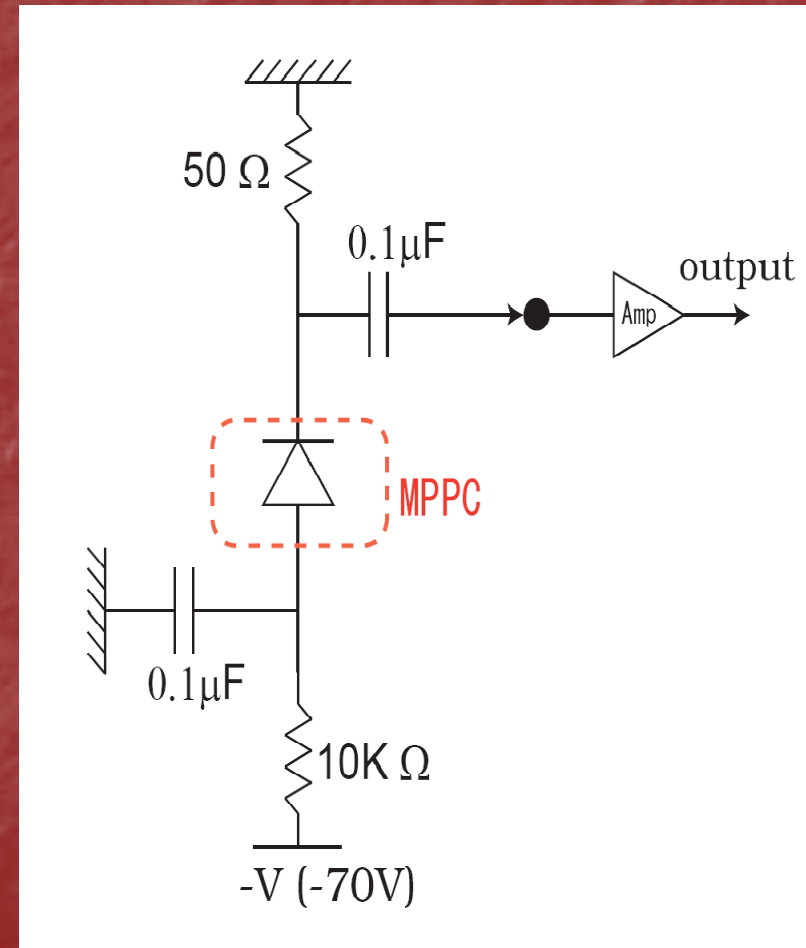 50 Ω
0.1μF
output
Amp
MPPC
0.1μF
10K Ω
-V (-70V)